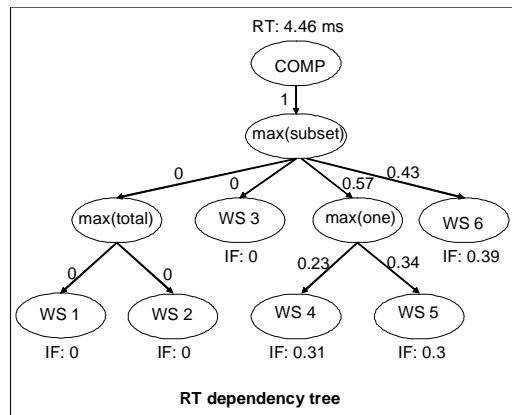 RT: 4.46 ms
COMP
1
max(subset)
0 0 0.57 0.43
max(total) WS 3 max(one) WS 6
IF: 0 IF: 0.39
0 0 0.23 0.34
WS 1 WS 2 WS 4 WS 5
IF: 0 IF: 0 IF: 0.31 IF: 0.3
RT dependency tree